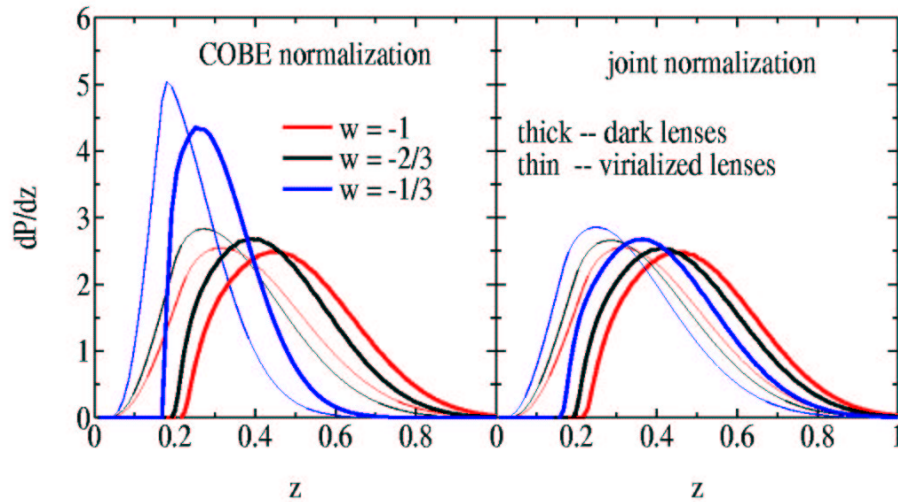 COBE normalization
w = -1
w = -2/3
w = -1/3
joint normalization
thick -- dark lenses
thin -- virialized lenses
dP/dz
6
5
4
3
2
1
0
0 0.2 0.4 0.6 0.8 0 0.2 0.4 0.6 0.8 1
z z